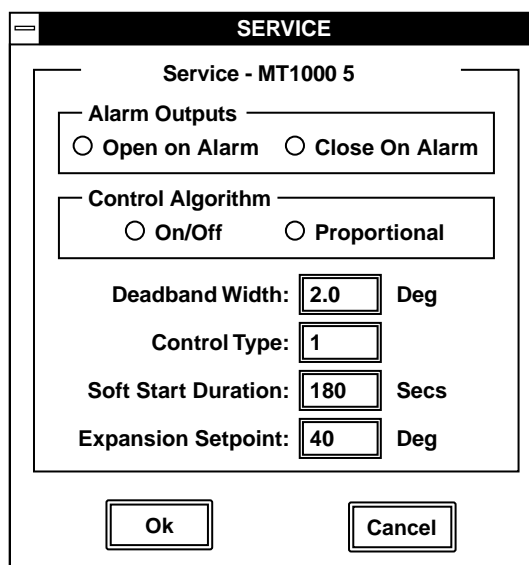 SERVICE
Service - MT1000 5
Alarm Outputs
Open on Alarm Close On Alarm
Control Algorithm
On/Off Proportional
Deadband Width: 2.0 Deg
Control Type: 1
Soft Start Duration: 180 Secs
Expansion Setpoint: 40 Deg
Ok Cancel